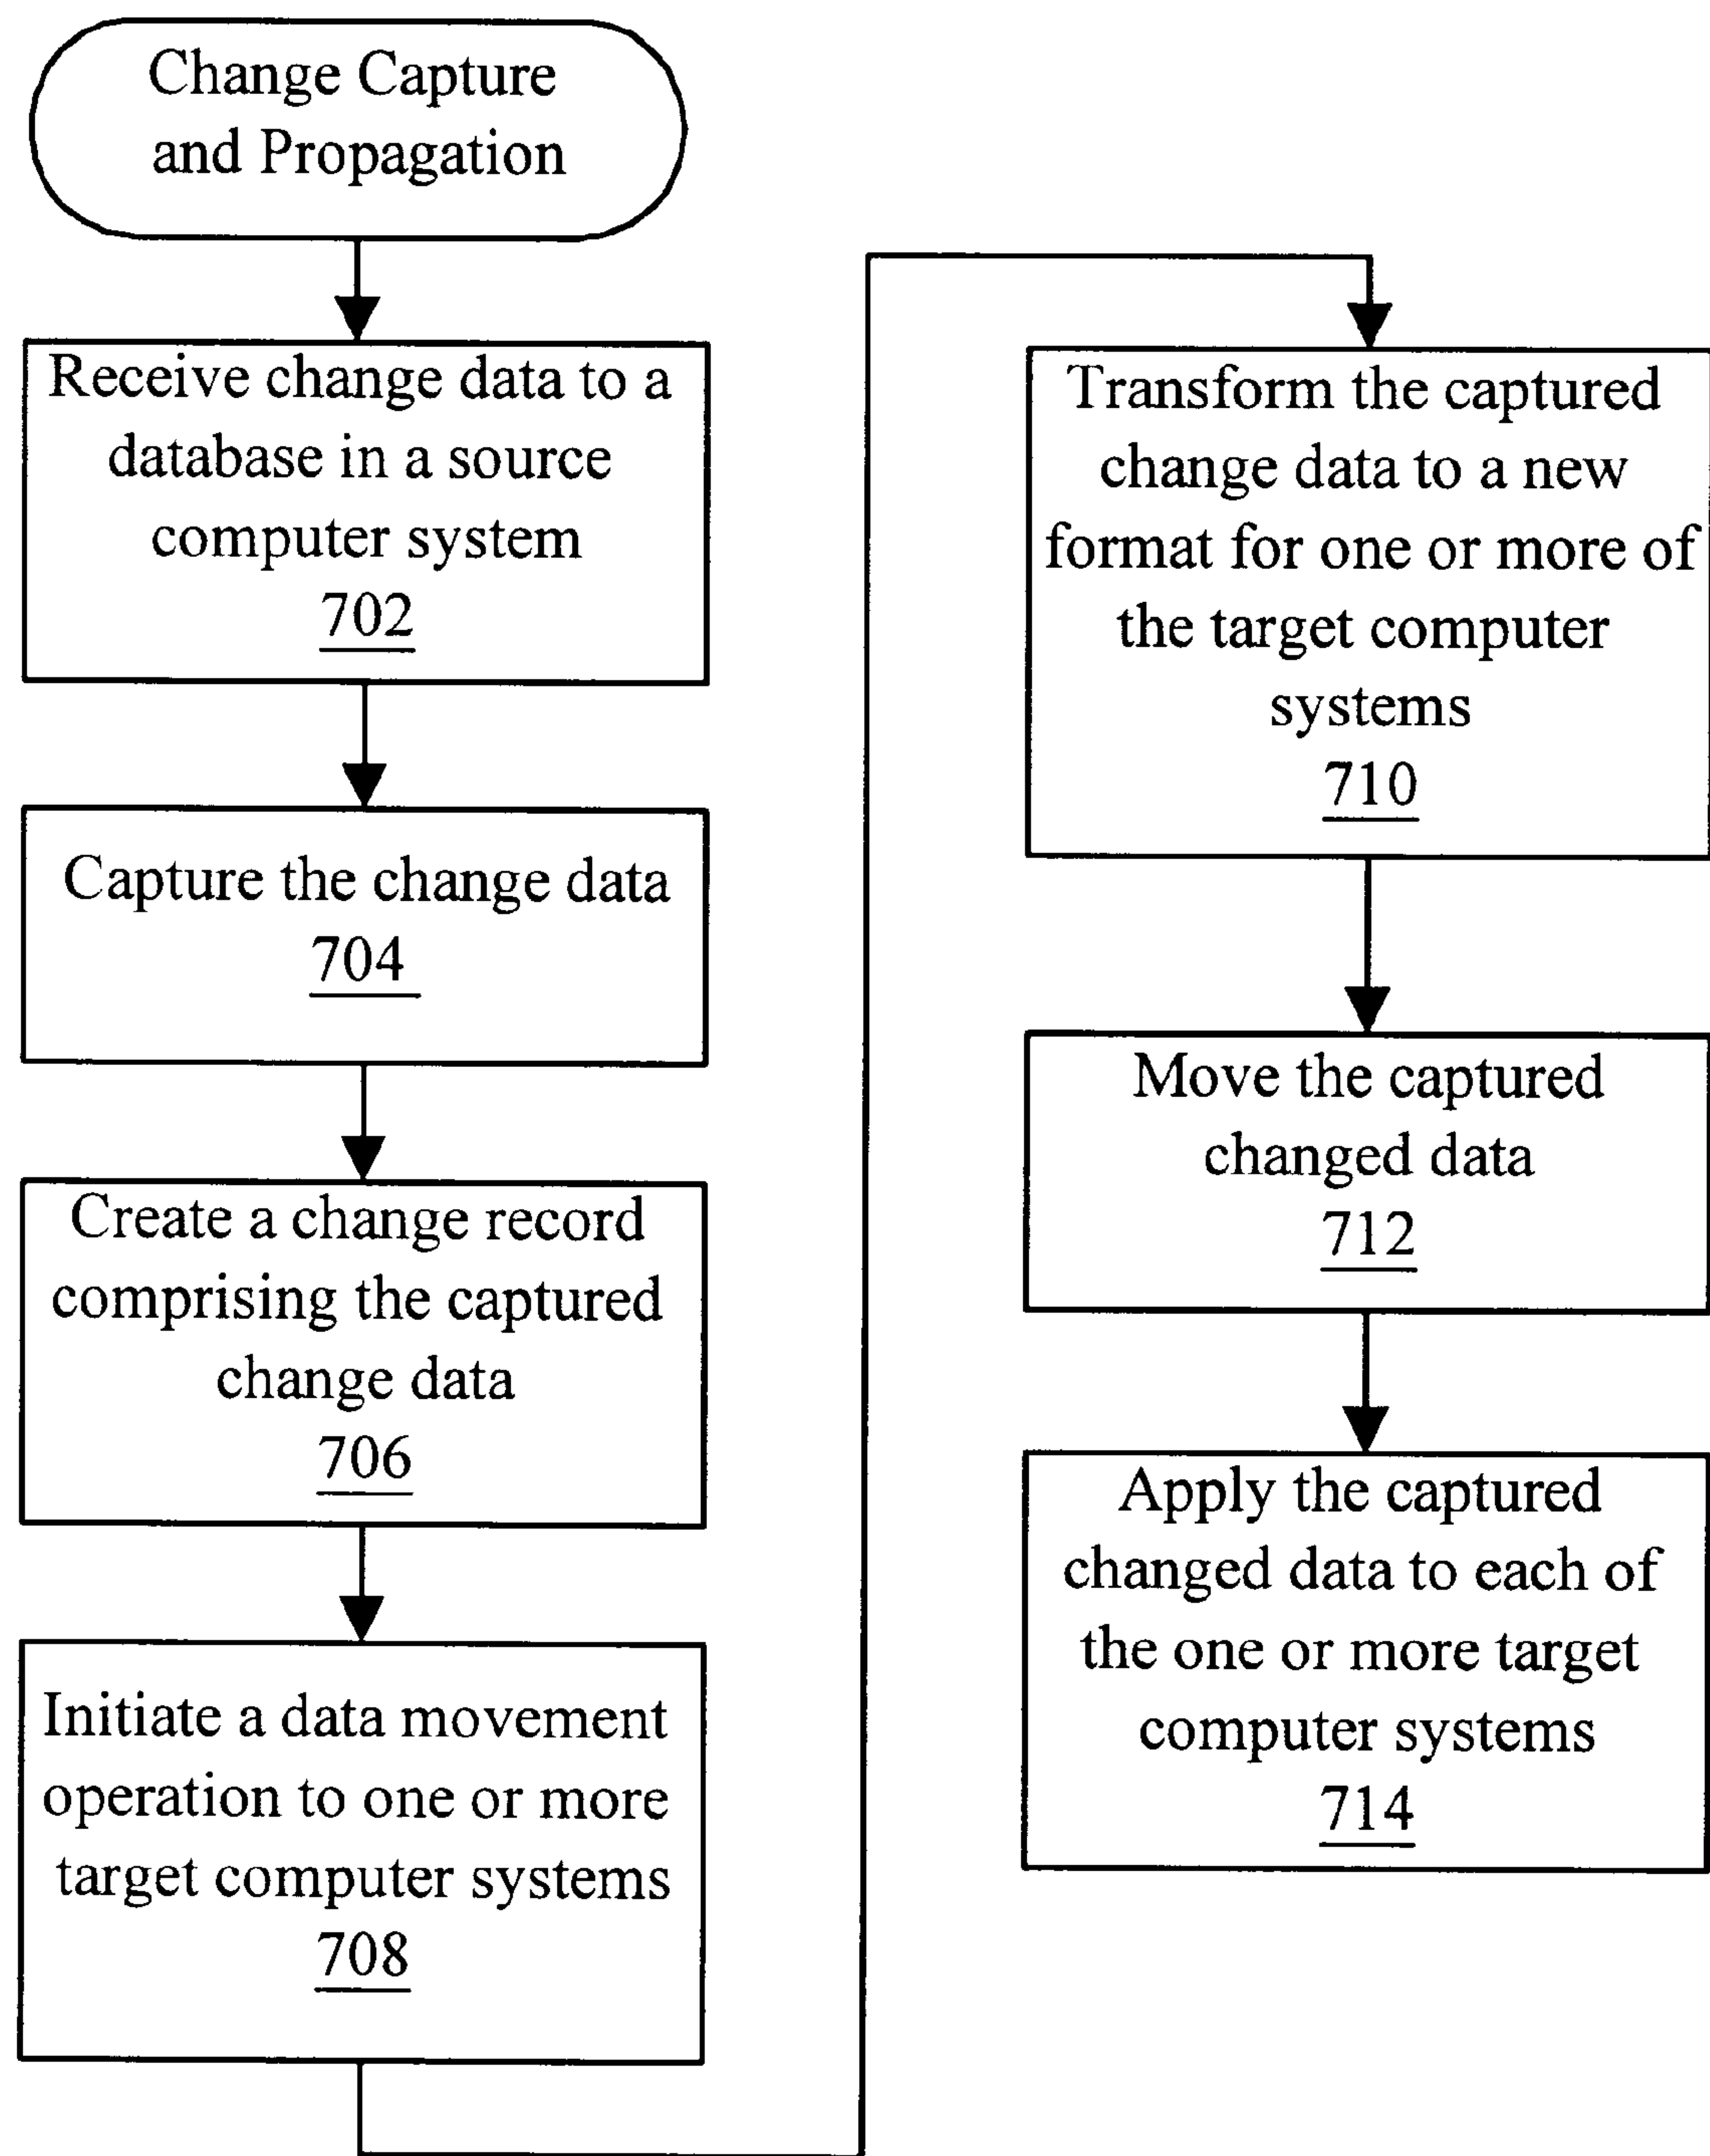 Change Capture
and Propagation
Receive change data to a
database in a source
computer system
702
Capture the change data
704
Create a change record
comprising the captured
change data
706
Initiate a data movement
operation to one or more
target computer systems
708
Transform the captured
change data to a new
format for one or more of
the target computer
systems
710
Move the captured
changed data
712
Apply the captured
changed data to each of
the one or more target
computer systems
714